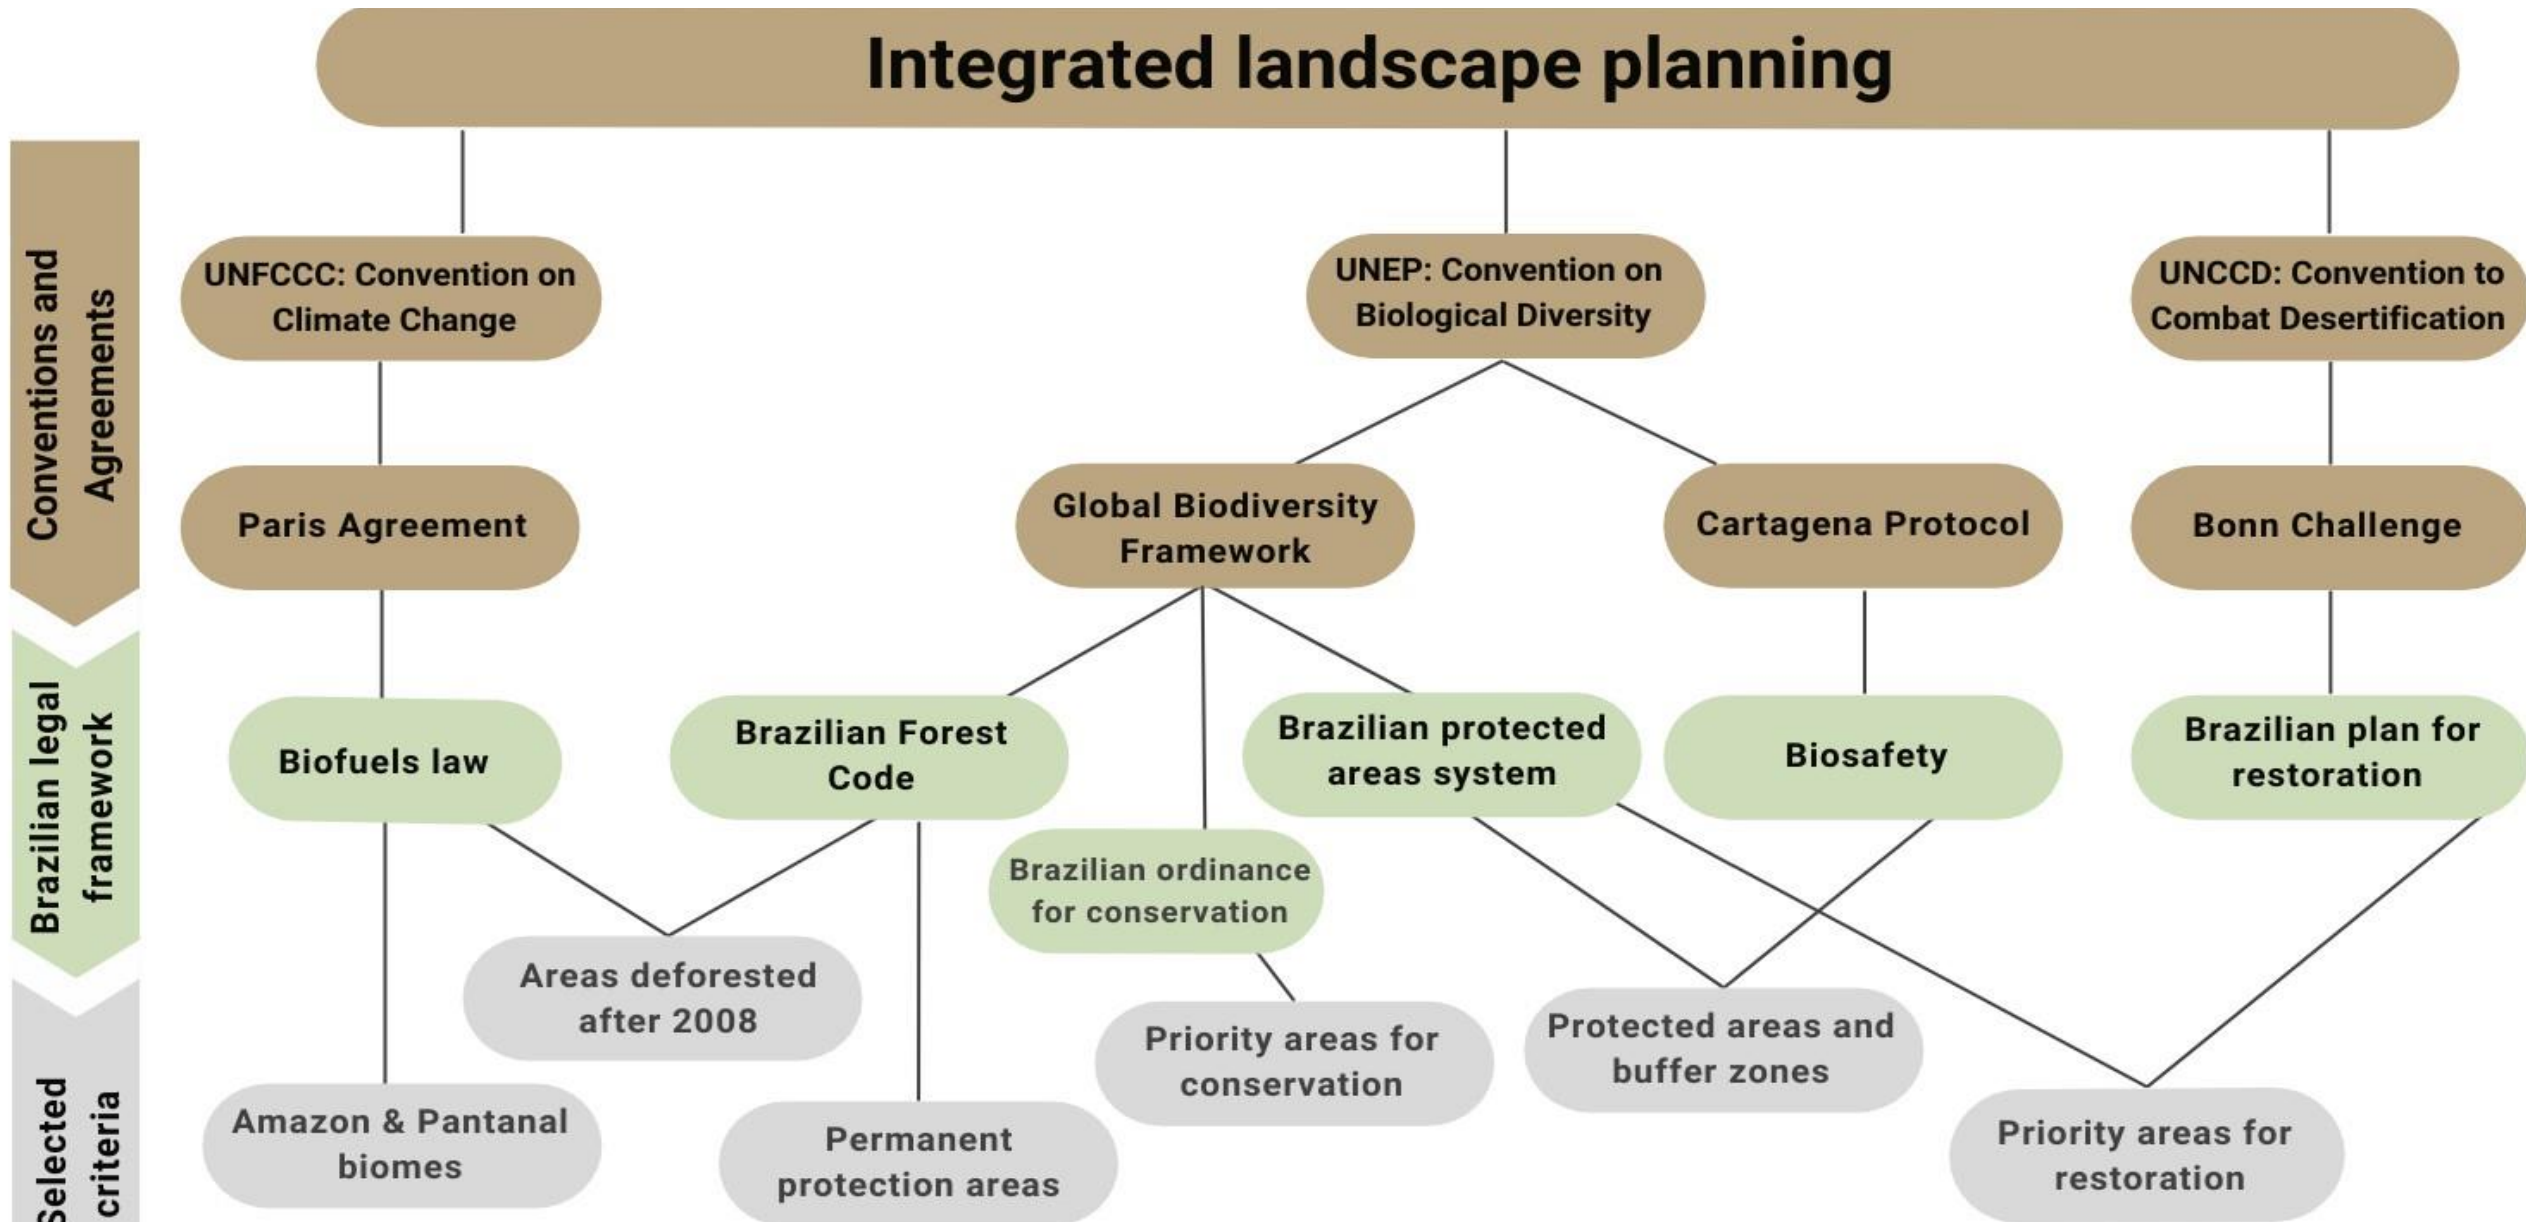 Integrated landscape planning
Conventions and
Agreements
UNFCCC: Convention on
Climate Change
UNEP: Convention on
Biological Diversity
UNCCD: Convention to
Combat Desertification
Paris Agreement
Global Biodiversity
Framework
Cartagena Protocol
Bonn Challenge
Brazilian legal
framework
Biofuels law
Brazilian Forest
Code
Brazilian protected
areas system
Biosafety
Brazilian plan for
restoration
Brazilian ordinance
for conservation
Selected
criteria
Areas deforested
after 2008
Priority areas for
conservation
Protected areas and
buffer zones
Amazon & Pantanal
biomes
Permanent
protection areas
Priority areas for
restoration